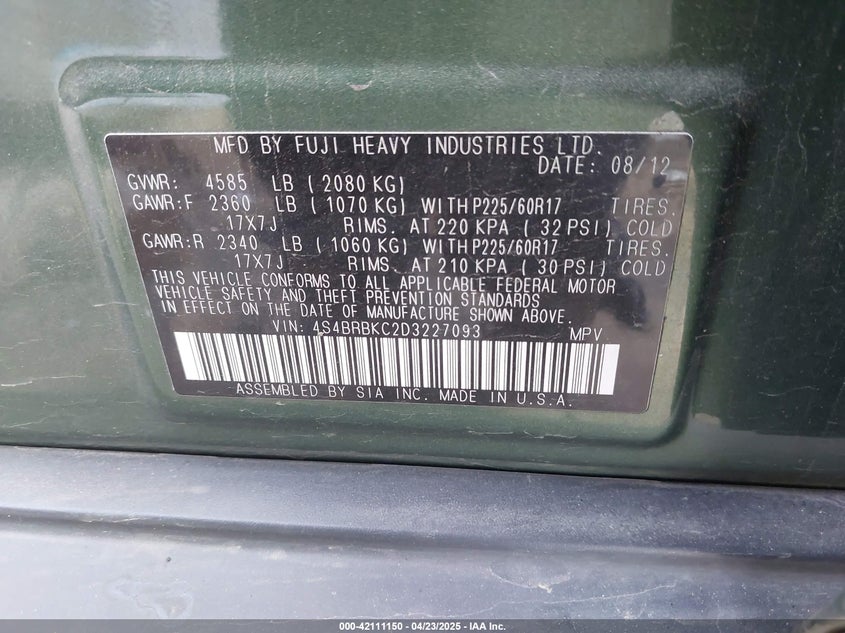 MFD BY FUJI HEAVY INDUSTRIES LTD.
DATE: 08/12
GVWR: 4585 LB (2080 KG)
GAWR:F 2360 LB (1070 KG) WITH P225/60R17 TIRES.
17X7J RIMS. AT 220 KPA (32 PSI) COLD
GAWR:R 2340 LB (1060 KG) WITH P225/60R17 TIRES.
17X7J RIMS. AT 210 KPA (30 PSI) COLD
THIS VEHICLE CONFORMS TO ALL APPLICABLE FEDERAL MOTOR
VEHICLE SAFETY AND THEFT PREVENTION STANDARDS
IN EFFECT ON THE DATE OF MANUFACTURE SHOWN ABOVE.
VIN: 4S4BRBKC2D3227093 MPV
ASSEMBLED BY SIA INC. MADE IN U.S.A.
000-42111150 - 04/23/2025 - IAA Inc.